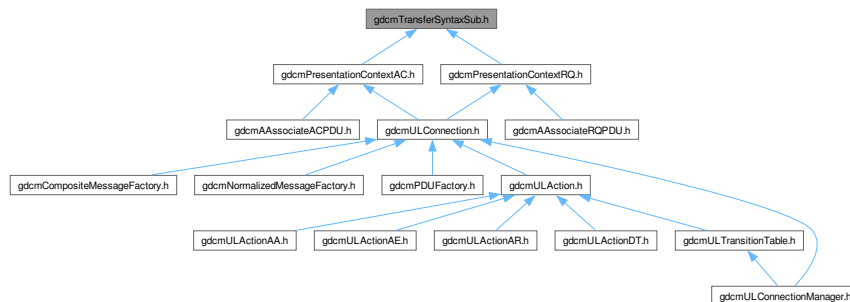 gdcmTransferSyntaxSub.h
gdcmPresentationContextAC.h
gdcmPresentationContextRQ.h
gdcmAAssociateACPDU.h
gdcmULConnection.h
gdcmAAssociateRQPDU.h
gdcmCompositeMessageFactory.h
gdcmNormalizedMessageFactory.h
gdcmPDUFactory.h
gdcmULAction.h
gdcmULActionAA.h
gdcmULActionAE.h
gdcmULActionAR.h
gdcmULActionDT.h
gdcmULTransitionTable.h
gdcmULConnectionManager.h